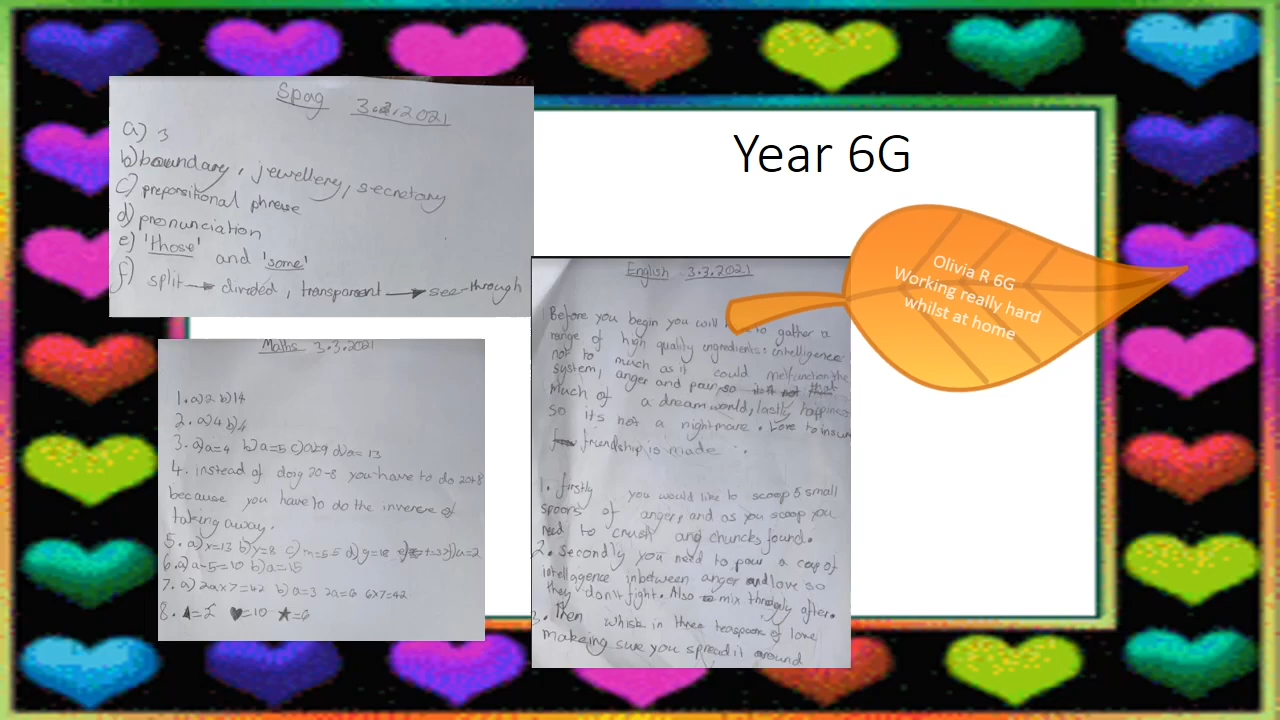 Year 6G
Olivia R 6G
Working really hard
whilst at home
Spag 3.3.2021
a) 3
b) boundary, jewellery, secretary
c) prepositional phrase
d) pronunciation
e) 'those' and 'some'
f) split → divided, transparent → see-through
Maths 3.3.2021
1. a) 2 b) 14
2. a) 4 b) 4
3. a) a=4 b) a=5 c) a=9 d) a=13
4. instead of doing 20-8 you have to do 20+8
because you have to do the inverse of
taking away.
5. a) x=13 b) y=8 c) m=5.5 d) g=18
6. a) a-5=10 b) a=15
7. a) 2a x 7=42 b) a=3 2a=6 6x7=42
8. ▲=2 ♥=10 ★=6
English 3.3.2021
Before you begin you will to gather a
range of high quality ingredients: intelligence
not to much as it could melfunction the
system, anger and pain, so that
much of a dream world, lastly happiness
so its not a nightmare. Love to insure
friendship is made.
1. firstly you would like to scoop 5 small
spoons of anger, and as you scoop you
need to crush any chuncks found.
2. Secondly you need to pour a cup of
intellagence inbetween anger and love so
they don't fight. Also mix throughly after.
3. Then whisk in three teaspoon of love,
makeing sure you spread it around